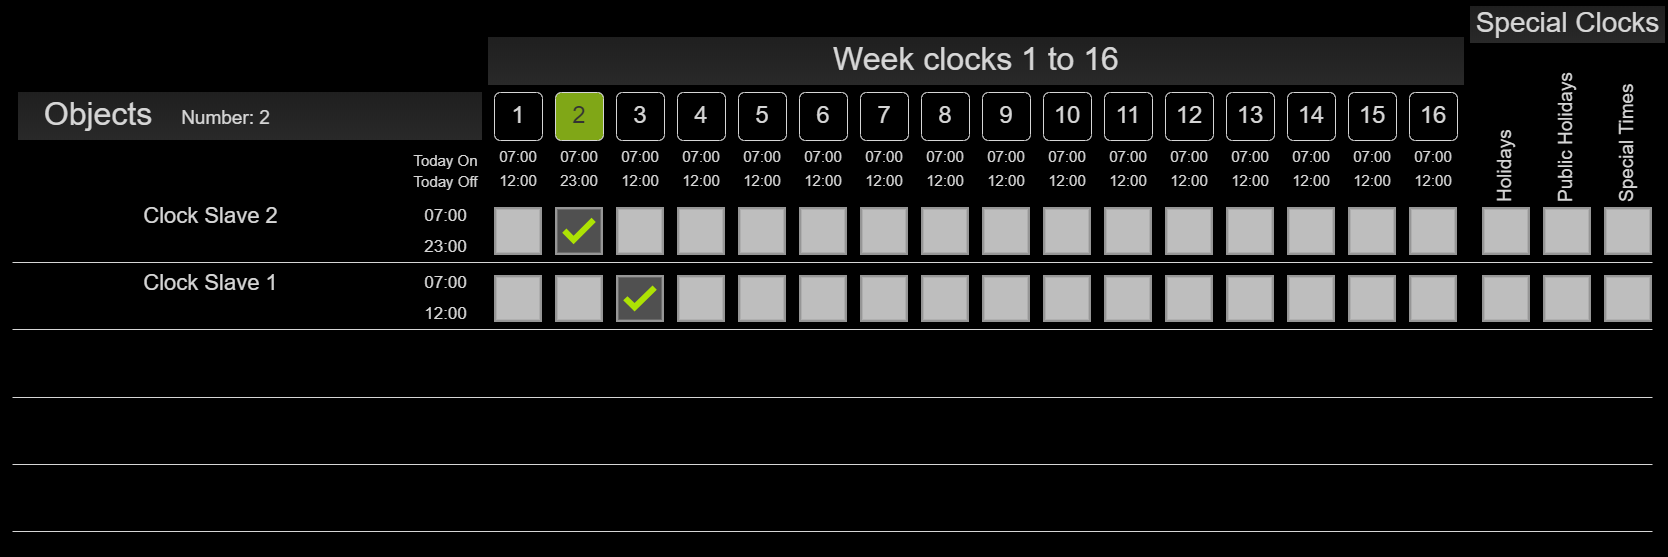 Special Clocks
Week clocks 1 to 16
Objects Number: 2 1 2 3 4 5 6 7 8 9 10 11 12 13 14 15 16
Holidays
Public Holidays
Special Times
Today On 07:00 07:00 07:00 07:00 07:00 07:00 07:00 07:00 07:00 07:00 07:00 07:00 07:00 07:00 07:00 07:00
Today Off 12:00 23:00 12:00 12:00 12:00 12:00 12:00 12:00 12:00 12:00 12:00 12:00 12:00 12:00 12:00 12:00
Clock Slave 2 07:00
23:00
Clock Slave 1 07:00
12:00